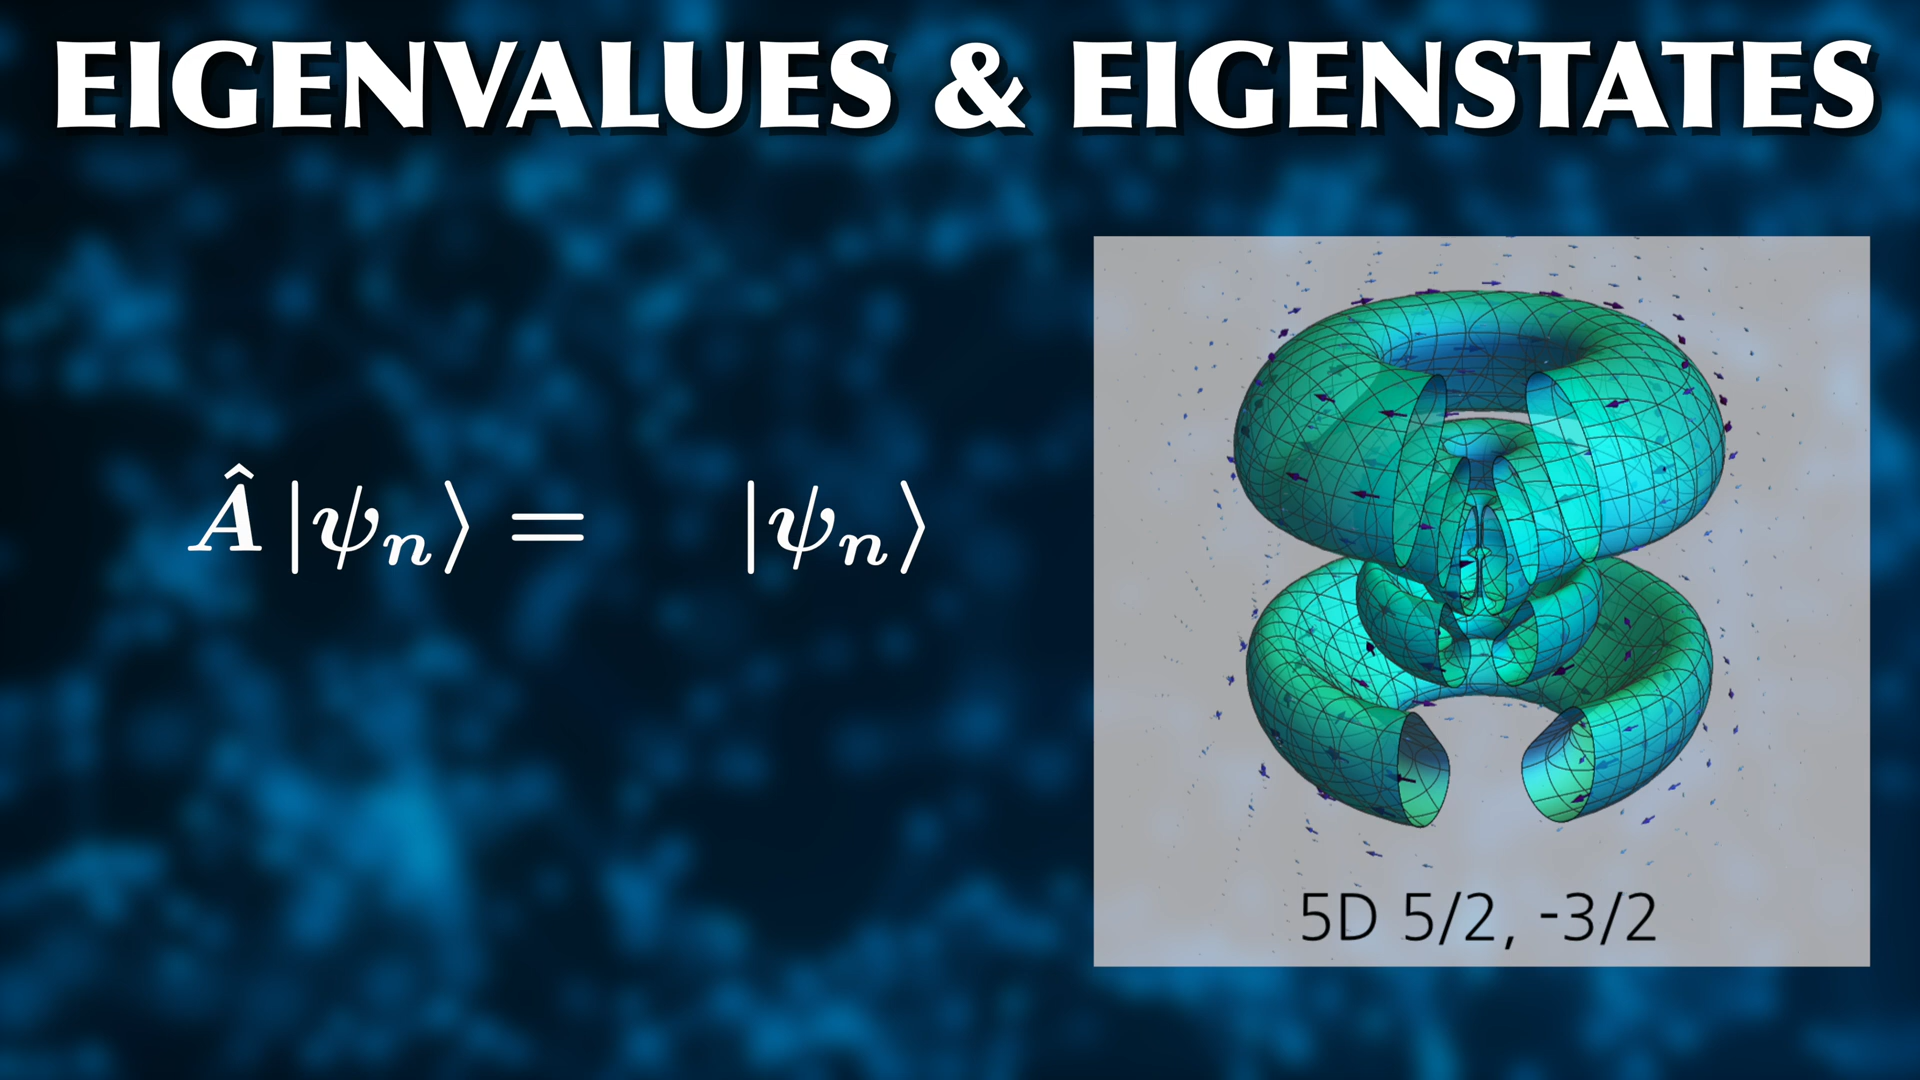 EIGENVALUES & EIGENSTATES
Â |ψₙ⟩ = |ψₙ⟩
5D 5/2, -3/2